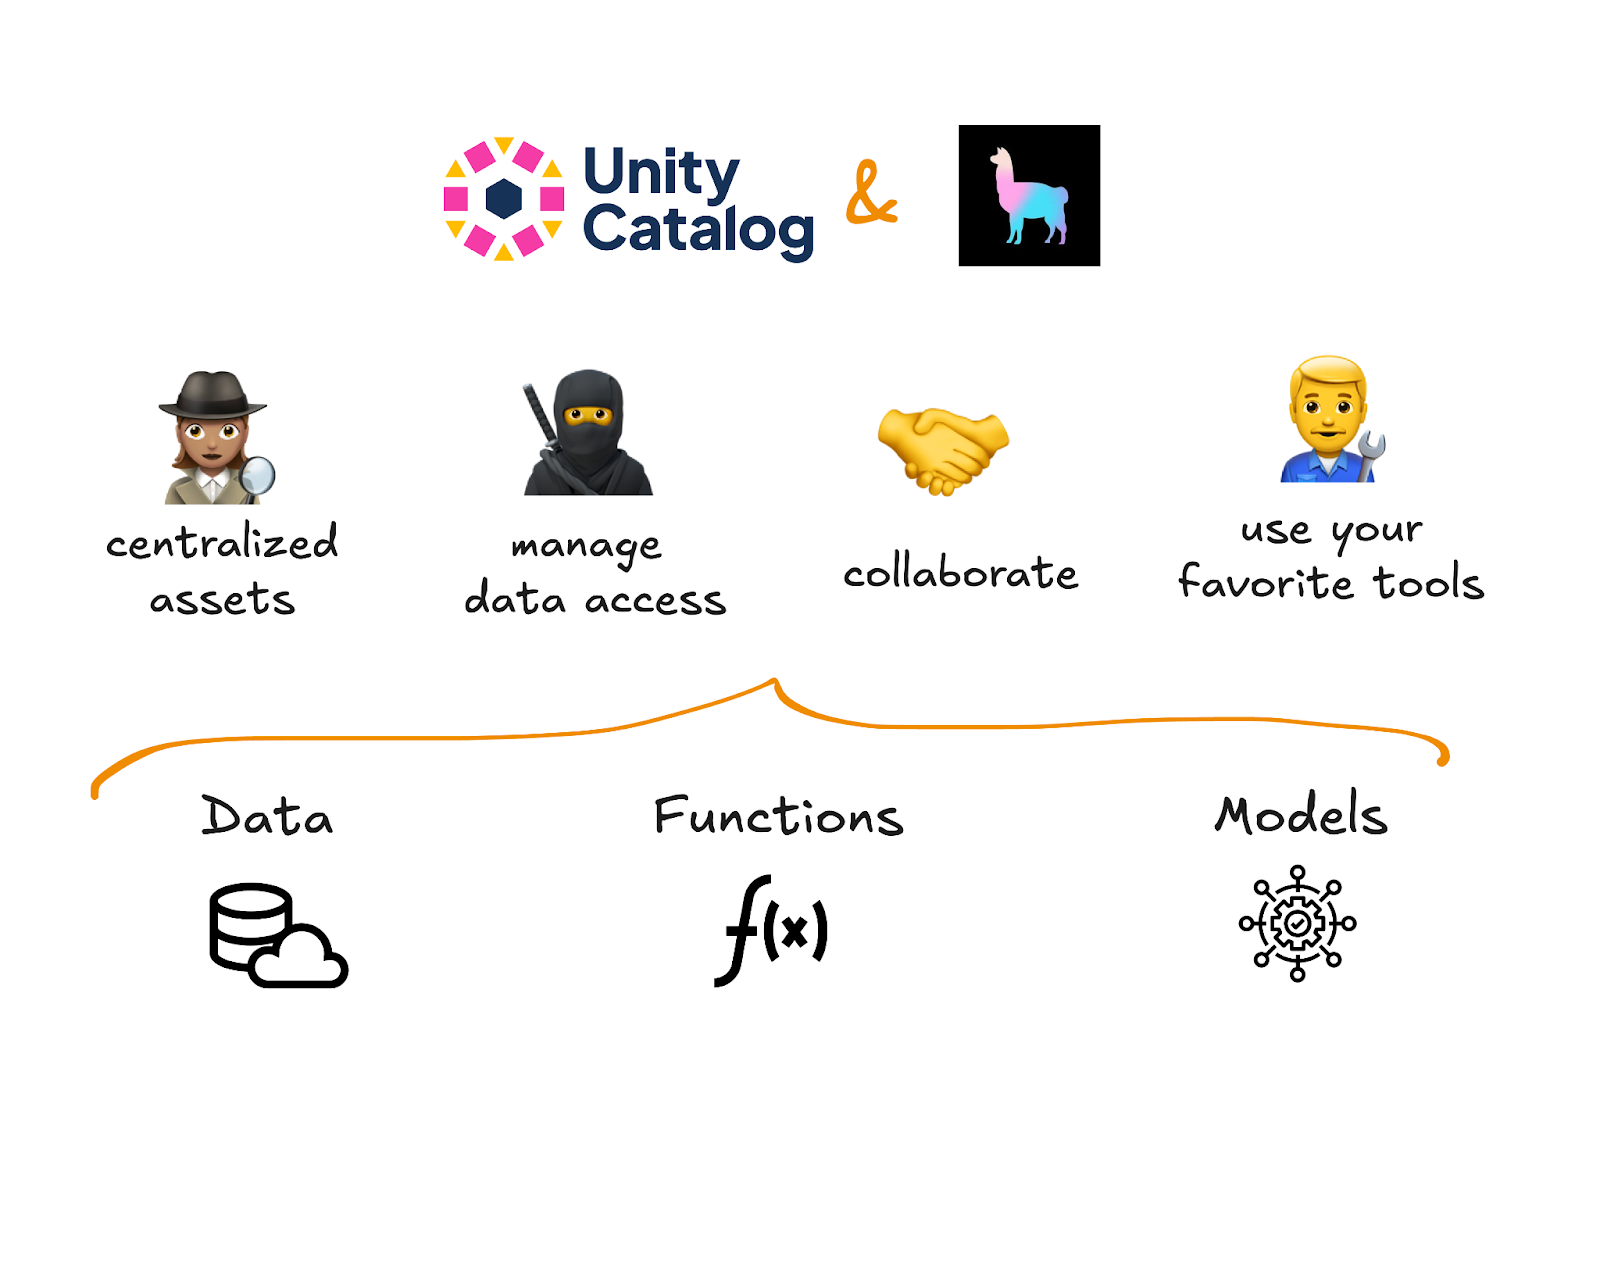 Unity
Catalog
&
centralized
assets
manage
data access
collaborate
use your
favorite tools
Data
Functions
Models
f(x)